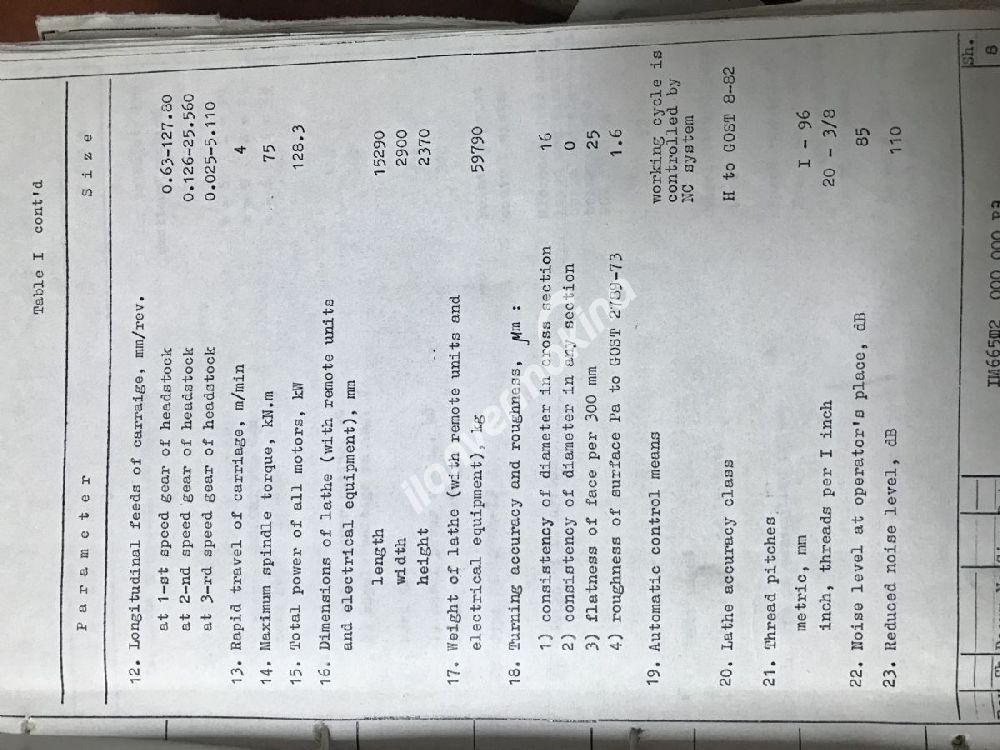 Table I cont'd
Parameter Size
12. Longitudinal feeds of carraige, mm/rev.
at 1-st speed gear of headstock 0.63-127.80
at 2-nd speed gear of headstock 0.126-25.560
at 3-rd speed gear of headstock 0.025-5.110
13. Rapid travel of carriage, m/min 4
14. Maximum spindle torque, kN.m 75
15. Total power of all motors, kW 128.3
16. Dimensions of lathe (with remote units
and electrical equipment), mm
length 15290
width 2900
height 2370
17. Weight of lathe (with remote units and
electrical equipment), kg 59790
18. Turning accuracy and roughness, µm :
1) consistency of diameter in cross section 16
2) consistency of diameter in any section 0
3) flatness of face per 300 mm 25
4) roughness of surface Pa to GOST 2789-73 1.6
19. Automatic control means working cycle is
controlled by
NC system
20. Lathe accuracy class H to GOST 8-82
21. Thread pitches
metric, mm I - 96
inch, threads per I inch 20 - 3/8
22. Noise level at operator's place, dB 85
23. Reduced noise level, dB 110
Sh.
8